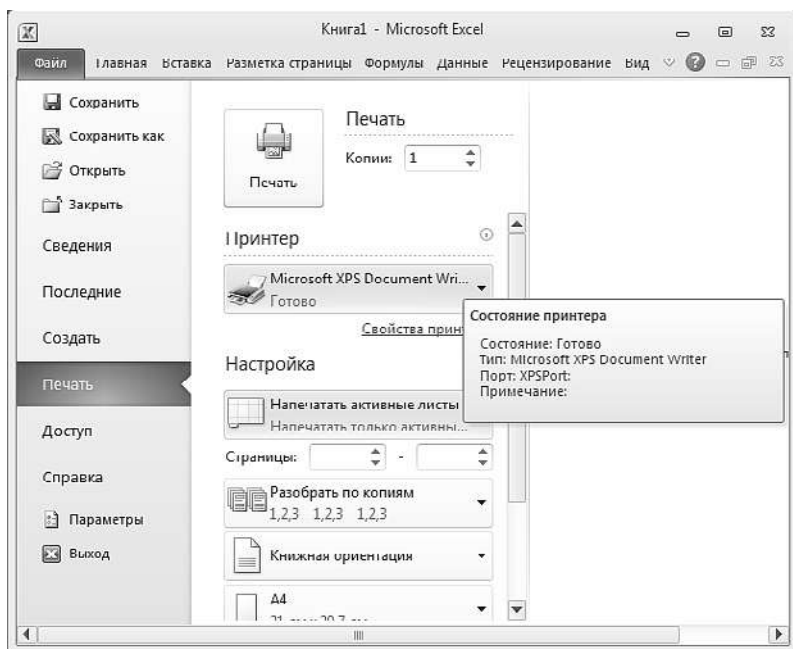 Книга1 - Microsoft Excel
Файл Главная Вставка Разметка страницы Формулы Данные Рецензирование Вид
Сохранить
Сохранить как
Открыть
Закрыть
Сведения
Последние
Создать
Печать
Доступ
Справка
Параметры
Выход
Печать
Печать
Копии: 1
Принтер
Microsoft XPS Document Wri...
Готово
Свойства
Состояние принтера
Состояние: Готово
Тип: Microsoft XPS Document Writer
Порт: XPSPort:
Примечание:
Настройка
Напечатать активные листы
Напечатать только активны...
Страницы: -
Разобрать по копиям
1,2,3 1,2,3 1,2,3
Книжная ориентация
A4